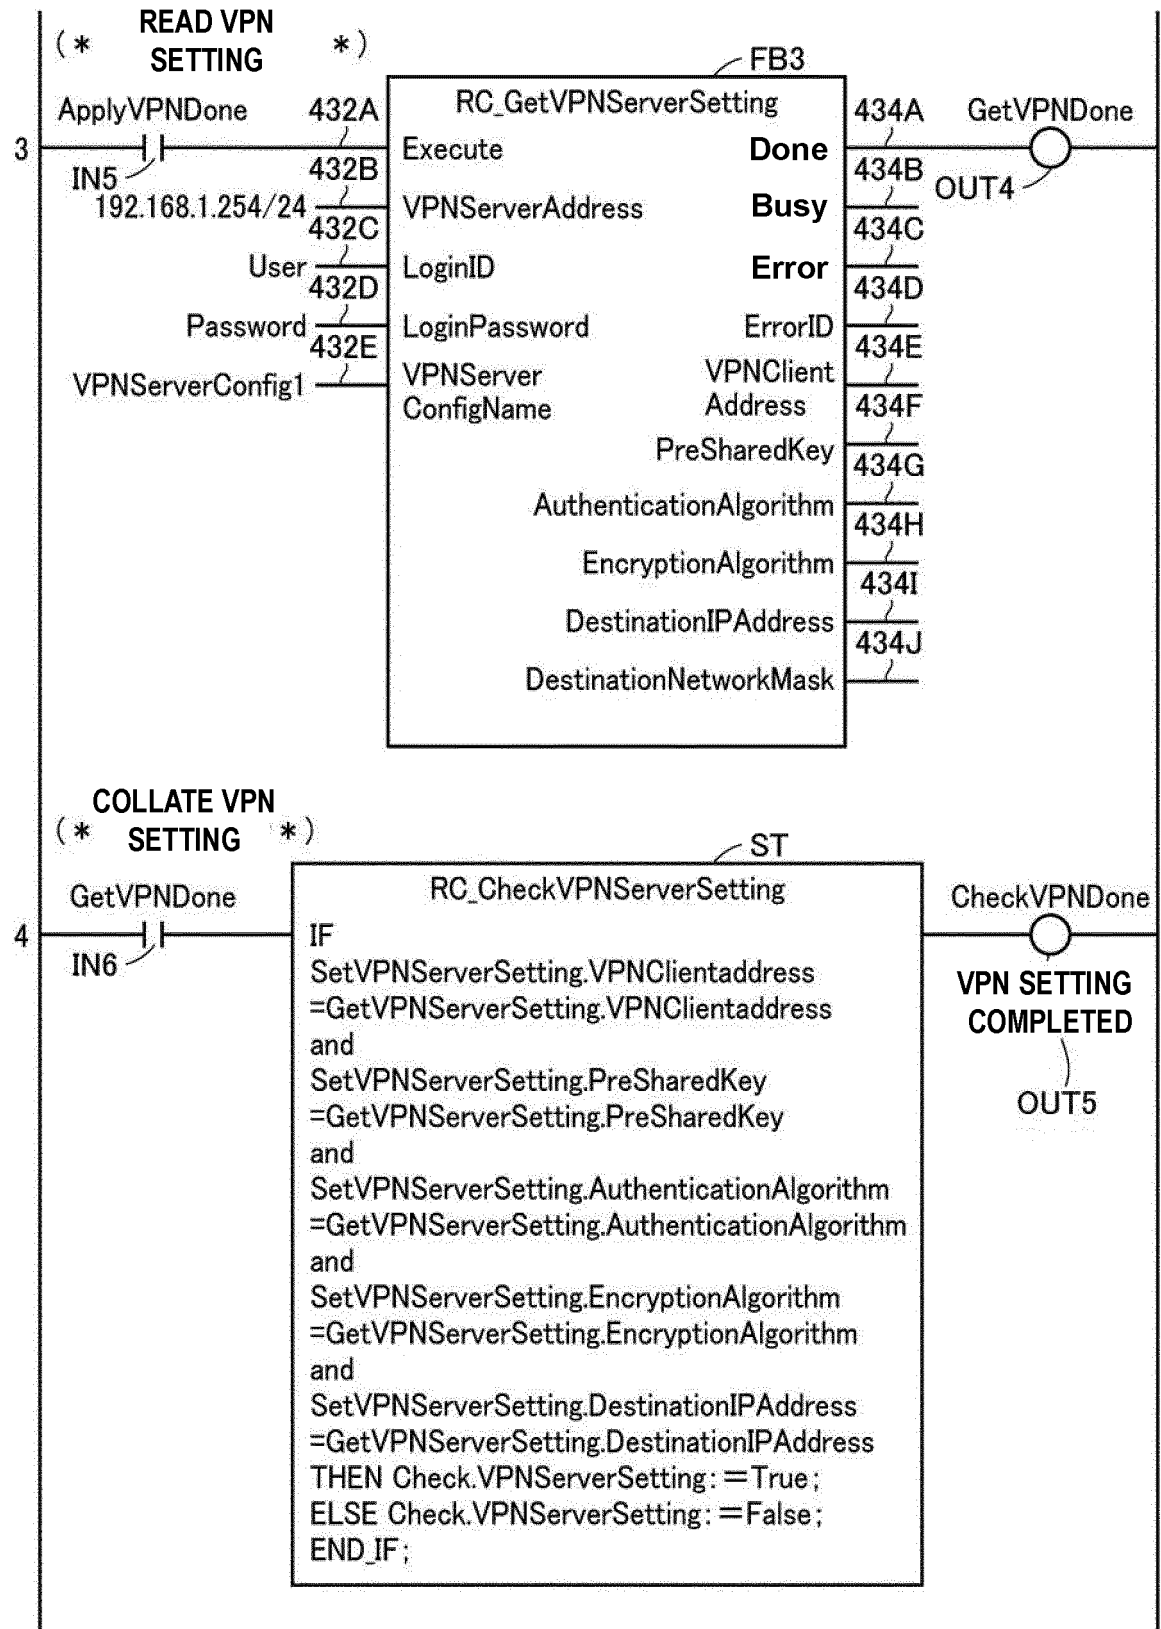 READ VPN
(* SETTING *)
FB3
ApplyVPNDone 432A RC_GetVPNServerSetting 434A GetVPNDone
3 Execute Done
IN5 432B 434B OUT4
192.168.1.254/24 VPNServerAddress Busy
432C 434C
User LoginID Error
432D 434D
Password LoginPassword ErrorID
432E 434E
VPNServerConfig1 VPNServer VPNClient
ConfigName Address 434F
PreSharedKey
434G
AuthenticationAlgorithm
434H
EncryptionAlgorithm
434I
DestinationIPAddress
434J
DestinationNetworkMask
COLLATE VPN
(* SETTING *)
ST
GetVPNDone RC_CheckVPNServerSetting CheckVPNDone
4 IF
IN6 SetVPNServerSetting.VPNClientaddress VPN SETTING
=GetVPNServerSetting.VPNClientaddress COMPLETED
and
SetVPNServerSetting.PreSharedKey
=GetVPNServerSetting.PreSharedKey OUT5
and
SetVPNServerSetting.AuthenticationAlgorithm
=GetVPNServerSetting.AuthenticationAlgorithm
and
SetVPNServerSetting.EncryptionAlgorithm
=GetVPNServerSetting.EncryptionAlgorithm
and
SetVPNServerSetting.DestinationIPAddress
=GetVPNServerSetting.DestinationIPAddress
THEN Check.VPNServerSetting:=True;
ELSE Check.VPNServerSetting:=False;
END_IF;